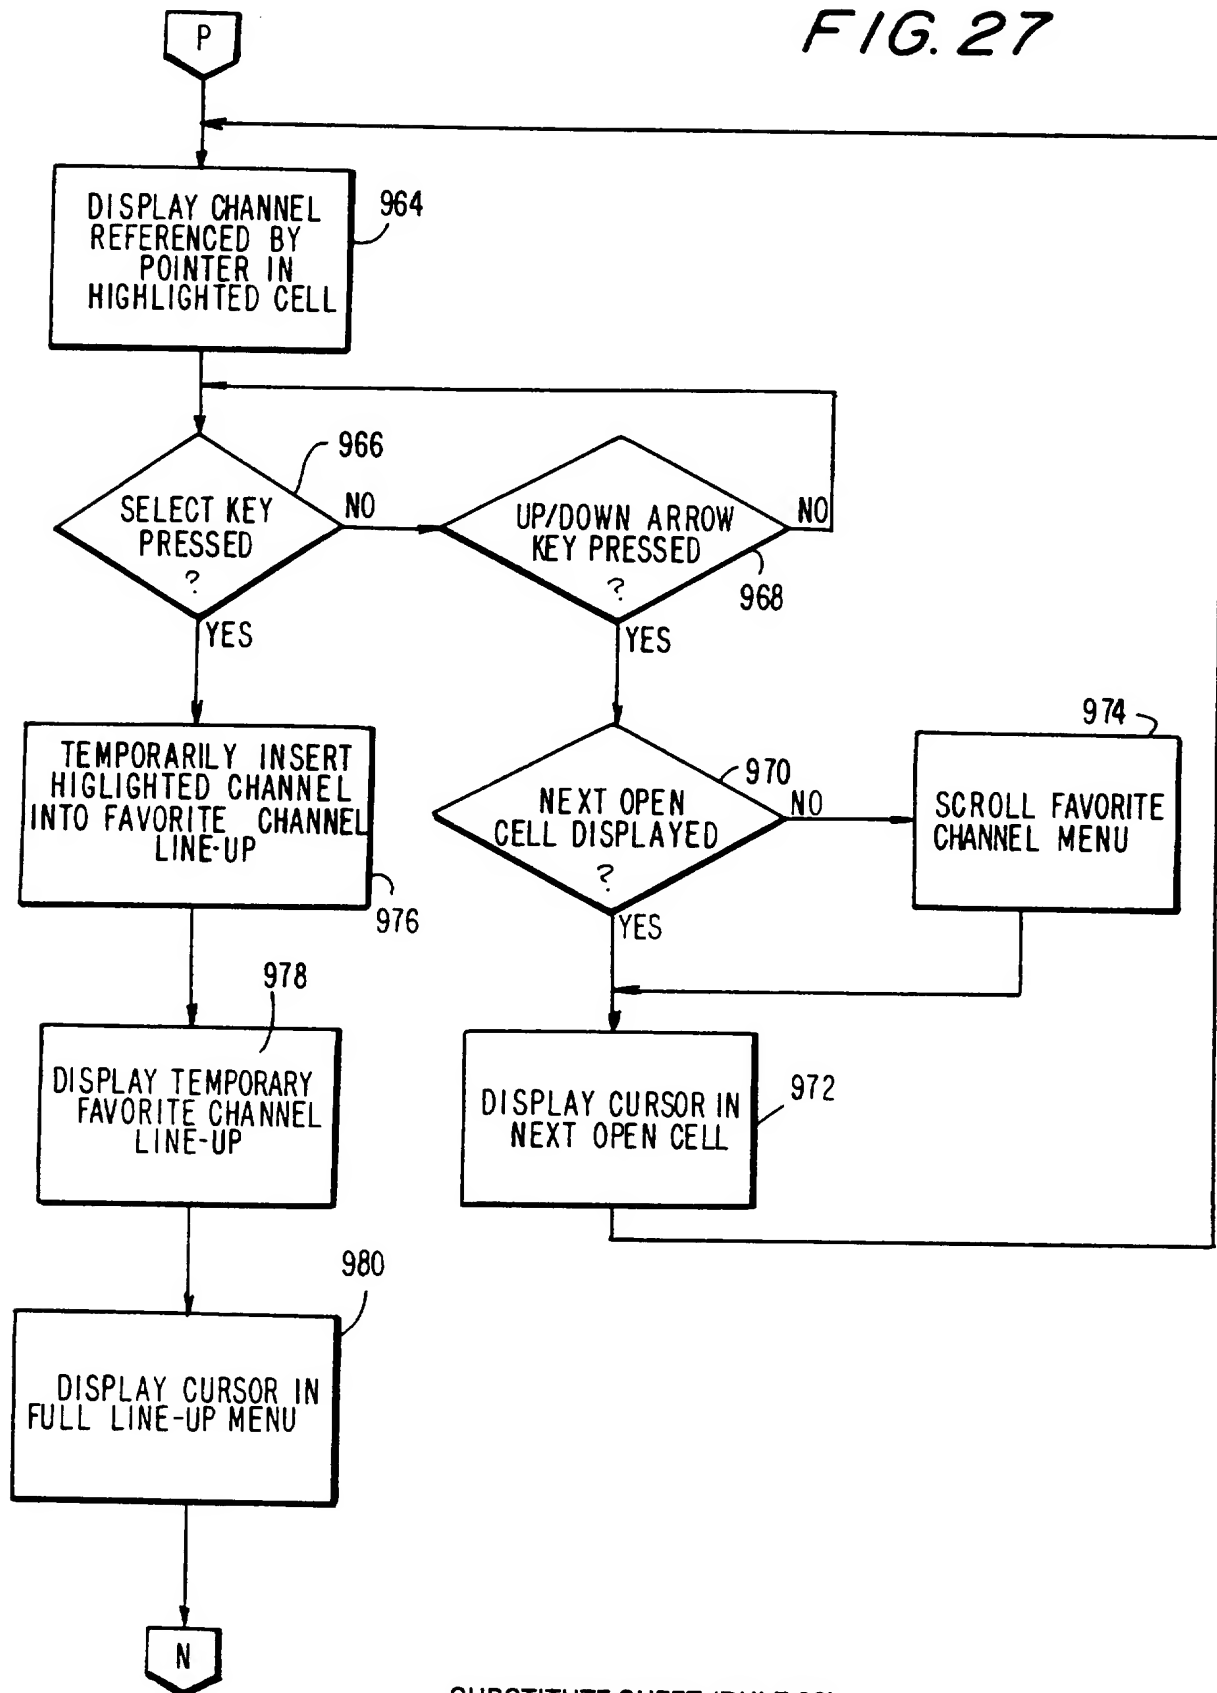 FIG. 27
P
DISPLAY CHANNEL
REFERENCED BY
POINTER IN
HIGHLIGHTED CELL
964
966
SELECT KEY
PRESSED
?
NO
YES
UP/DOWN ARROW
KEY PRESSED
?
NO
968
YES
TEMPORARILY INSERT
HIGLIGHTED CHANNEL
INTO FAVORITE CHANNEL
LINE-UP
976
970
NEXT OPEN
CELL DISPLAYED
?
NO
YES
974
SCROLL FAVORITE
CHANNEL MENU
978
DISPLAY TEMPORARY
FAVORITE CHANNEL
LINE-UP
DISPLAY CURSOR IN
NEXT OPEN CELL
972
980
DISPLAY CURSOR IN
FULL LINE-UP MENU
N